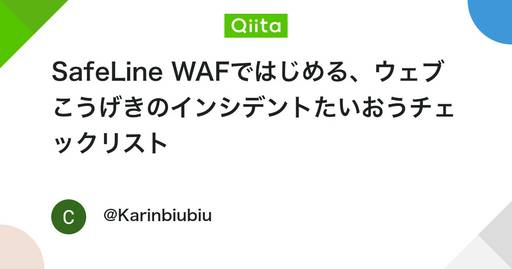 Qiita
SafeLine WAFではじめる、ウェブ
こうげきのインシデントたいおうチェ
ックリスト
C
@Karinbiubiu